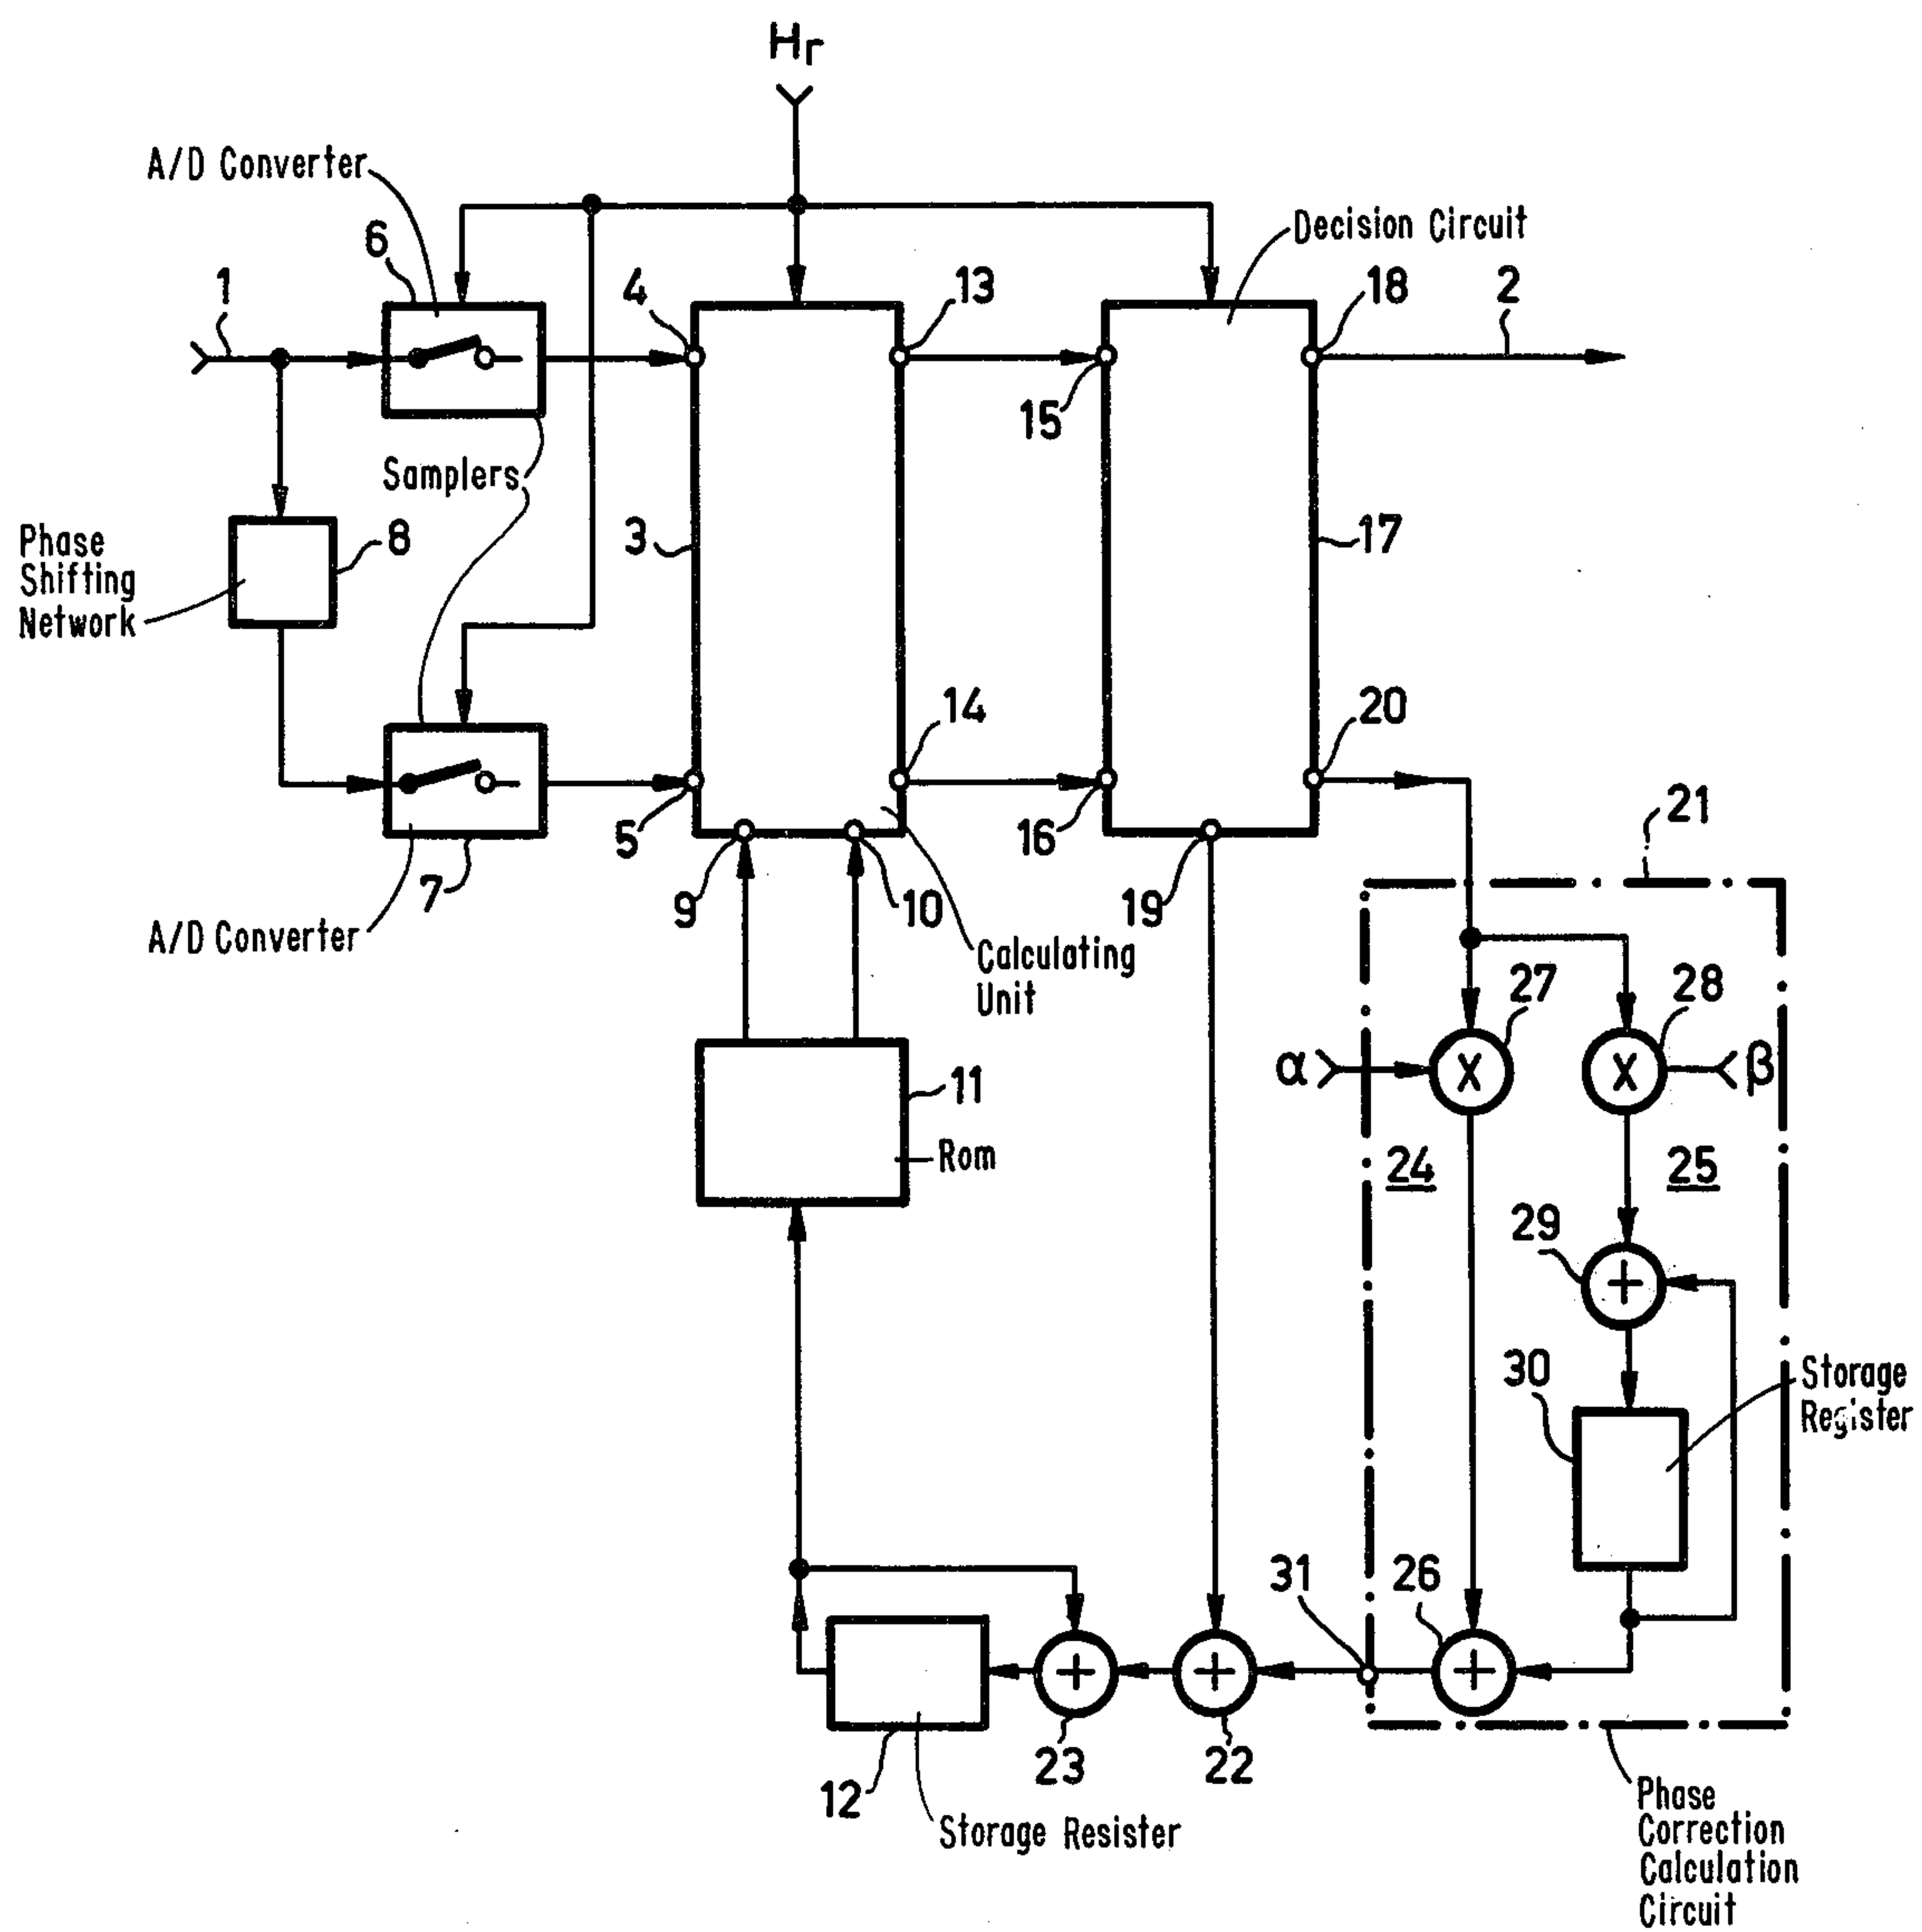 Hr
A/D Converter
6
Decision Circuit
1
4
13
18
2
15
Samplers
Phase
Shifting
Network
8
3
17
14
20
5
16
21
7
9
10
19
A/D Converter
Calculating
Unit
27
28
α
X
X
β
11
Rom
24
25
29
+
30
Storage
Register
31
26
+
+
+
23
22
12
Storage Resister
Phase
Correction
Calculation
Circuit